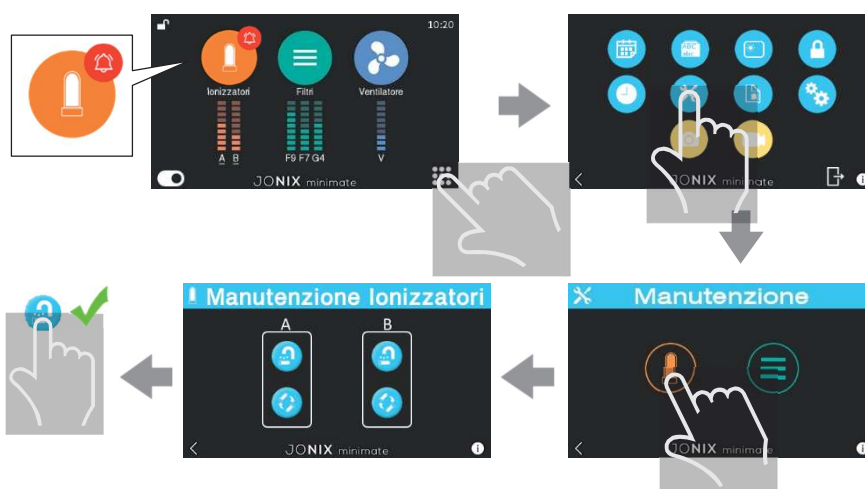 10:20
Ionizzatori
Filtri
Ventilatore
A B
F9 F7 G4
V
JONIX minimate
ABC
JONIX minimate
Manutenzione Ionizzatori
A
B
JONIX minimate
Manutenzione
JONIX minimate